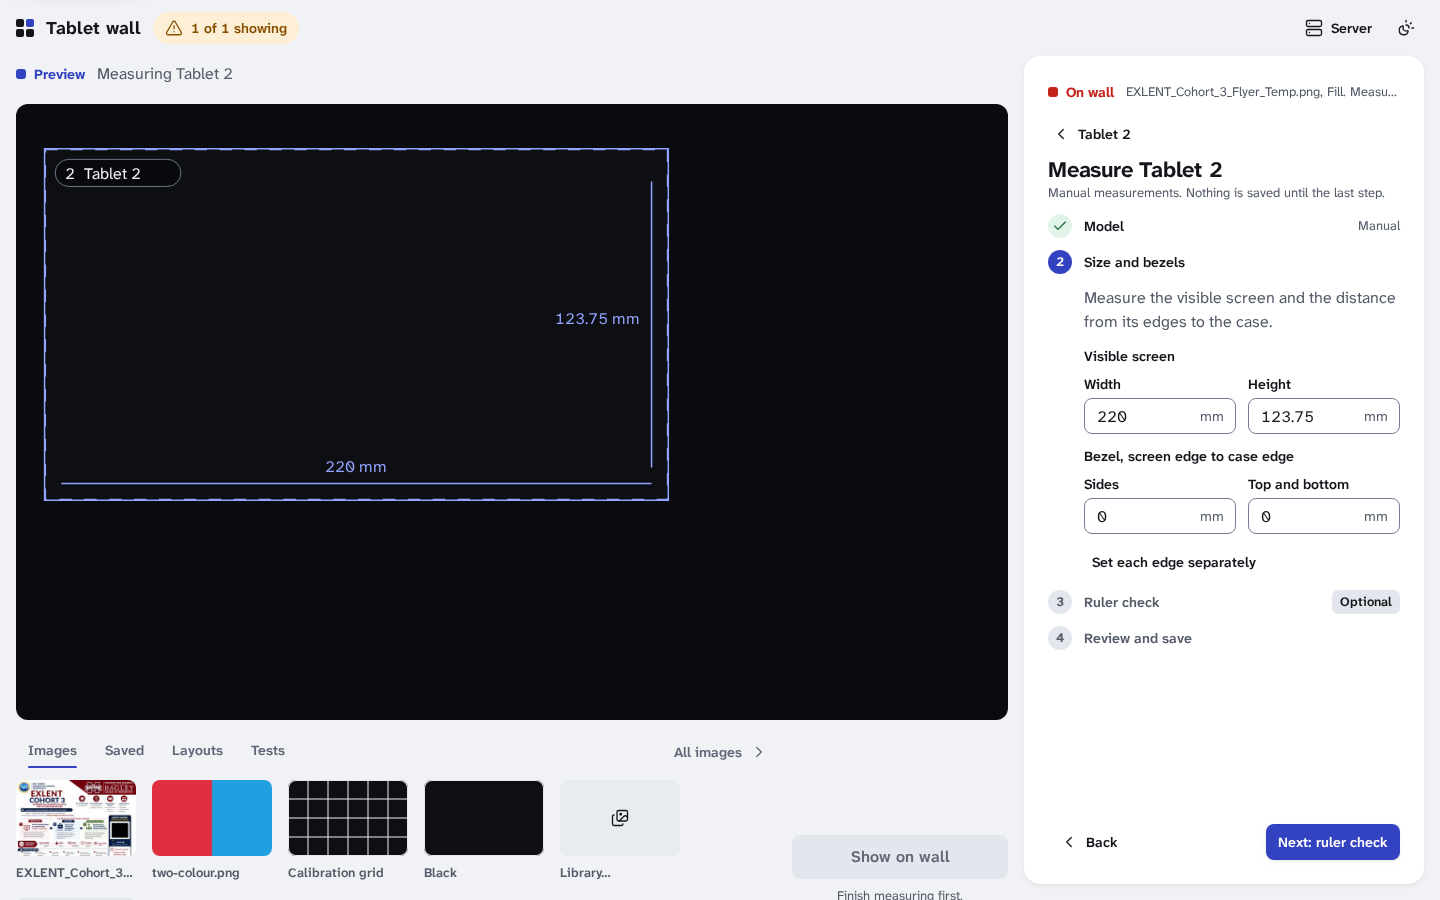 Tablet wall
1 of 1 showing
Server
Preview
Measuring Tablet 2
On wall
EXLENT_Cohort_3_Flyer_Temp.png, Fill. Measu...
Tablet 2
Measure Tablet 2
Manual measurements. Nothing is saved until the last step.
Model
Manual
2
Size and bezels
Measure the visible screen and the distance
from its edges to the case.
Visible screen
Width
Height
220 mm
123.75 mm
Bezel, screen edge to case edge
Sides
Top and bottom
0 mm
0 mm
Set each edge separately
3
Ruler check
Optional
4
Review and save
Back
Next: ruler check
2 Tablet 2
123.75 mm
220 mm
Images
Saved
Layouts
Tests
All images
EXLENT
COHORT 3
BAGLEY
EXLENT_Cohort_3...
two-colour.png
Calibration grid
Black
Library...
Show on wall
Finish measuring first.